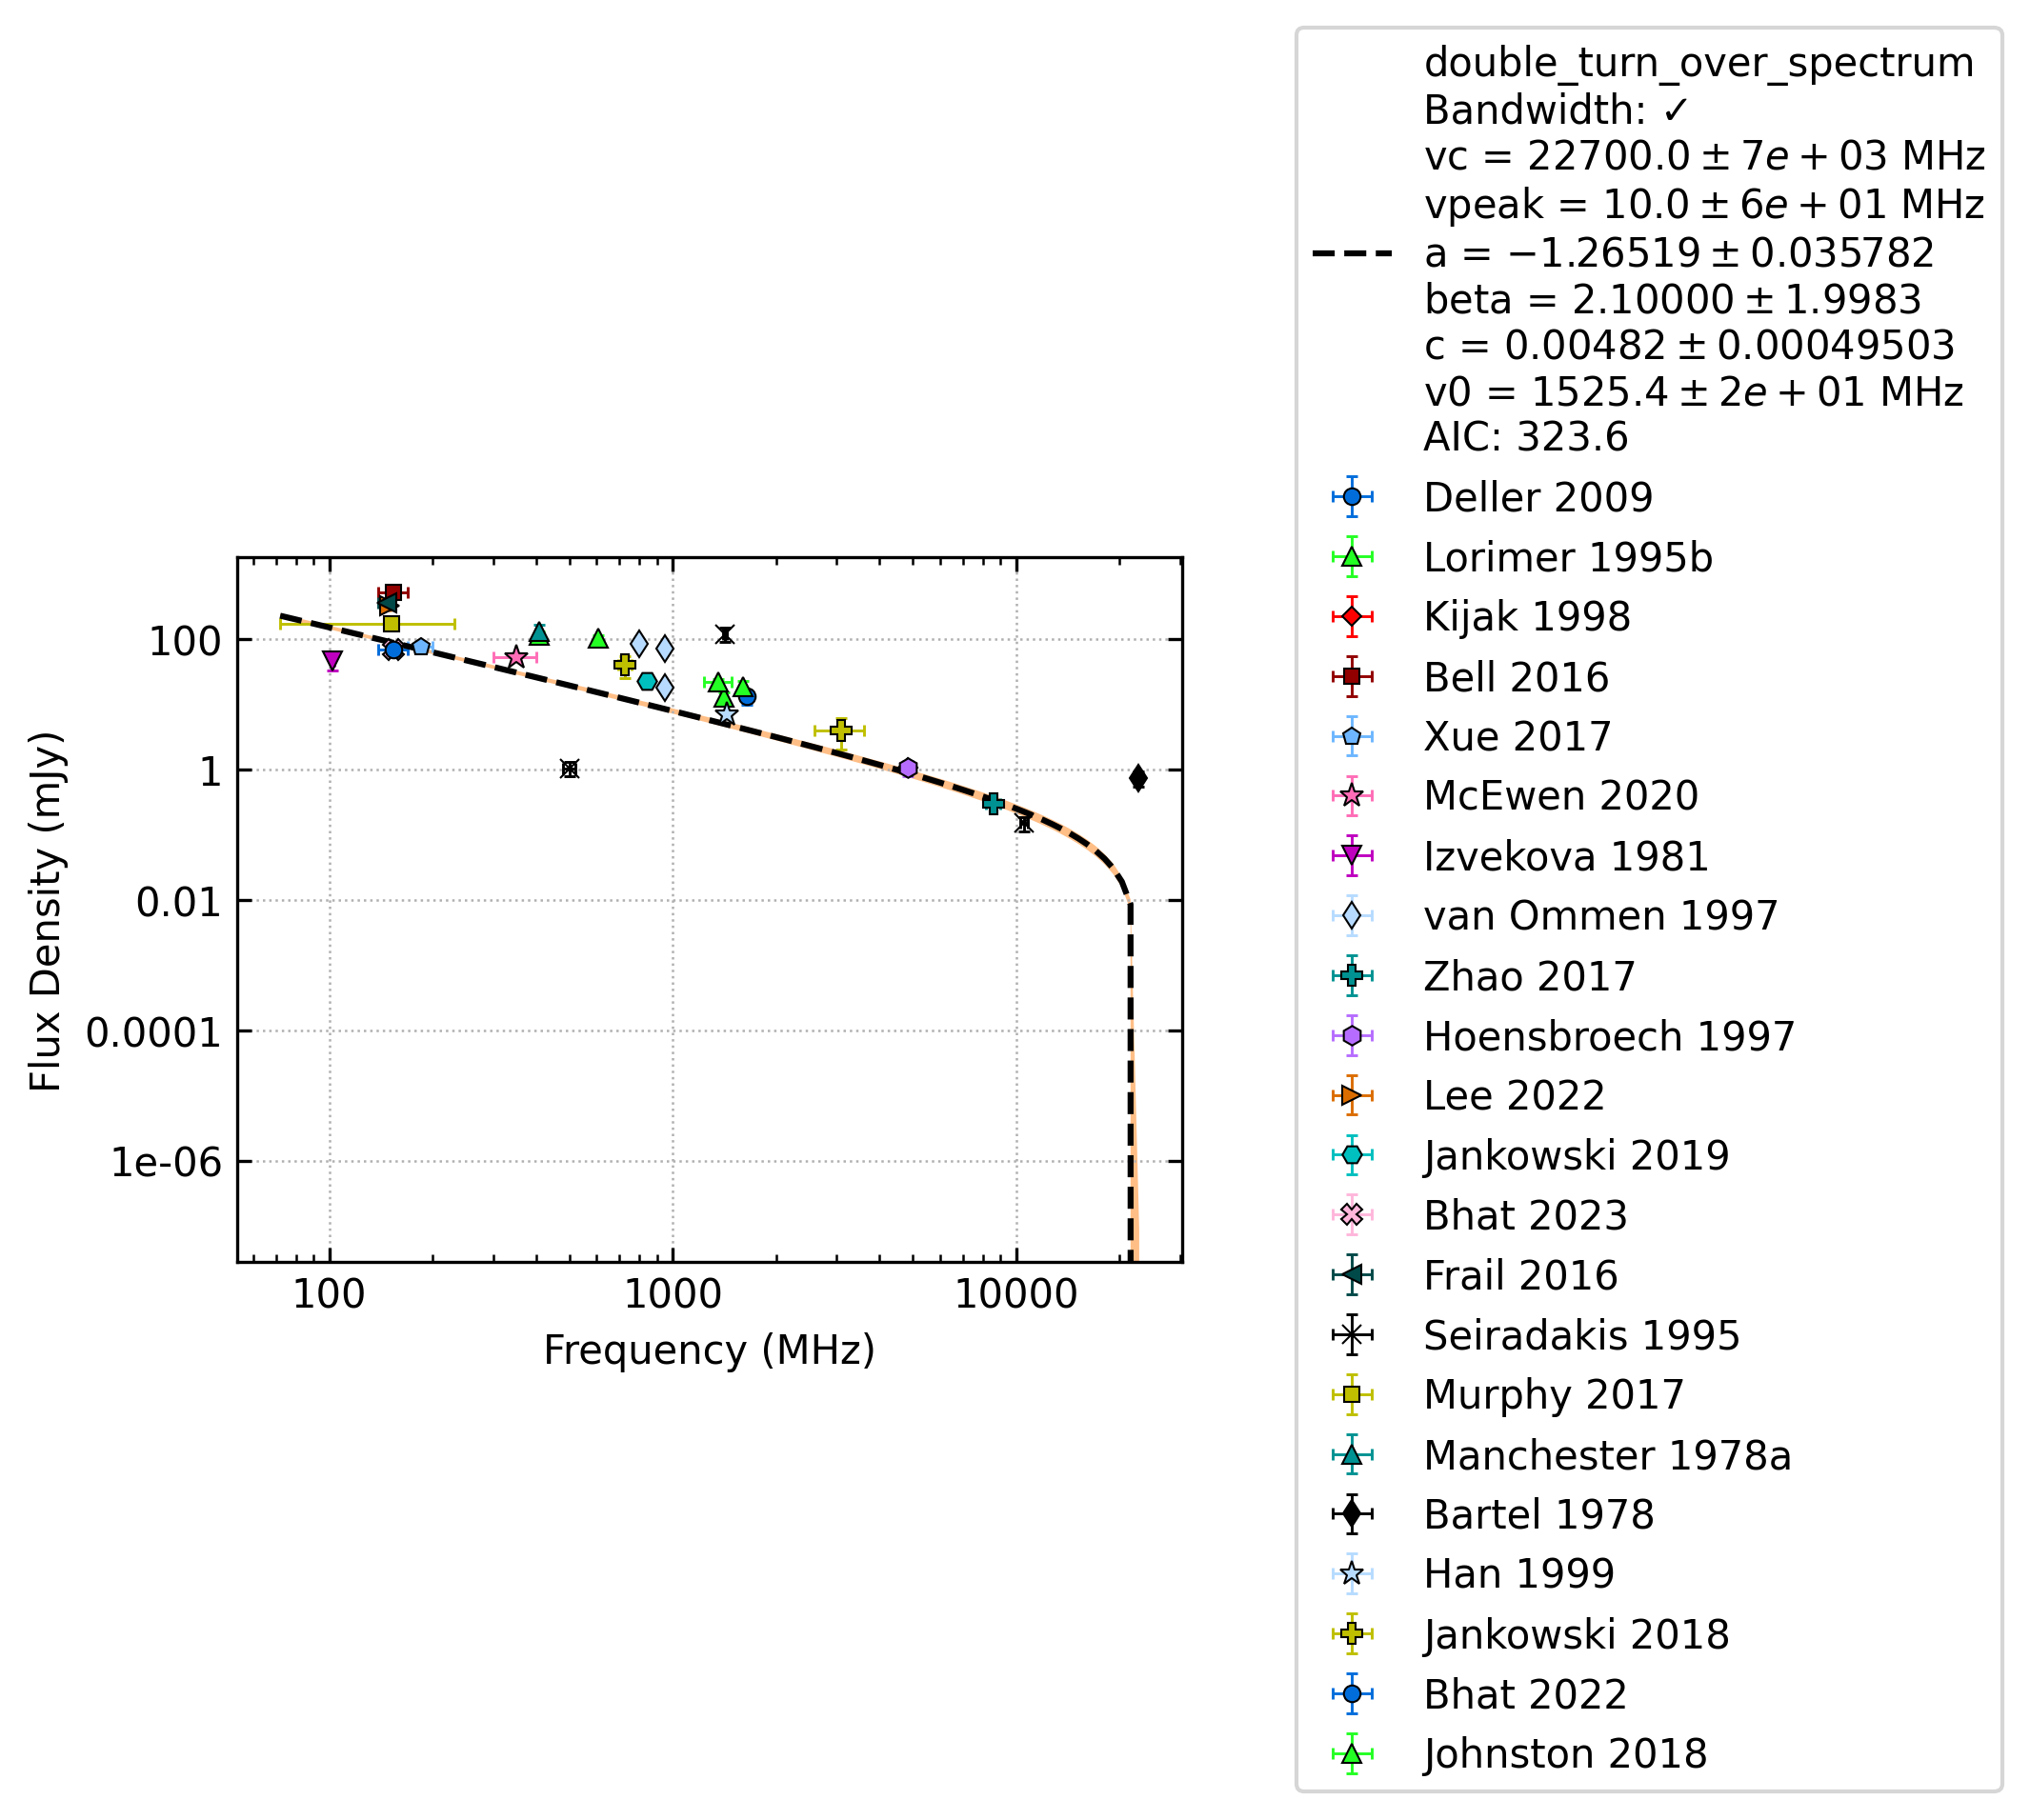 double_turn_over_spectrum
Bandwidth: ✓
vc = 22700.0 ± 7e + 03 MHz
vpeak = 10.0 ± 6e + 01 MHz
a = −1.26519 ± 0.035782
beta = 2.10000 ± 1.9983
c = 0.00482 ± 0.00049503
v0 = 1525.4 ± 2e + 01 MHz
AIC: 323.6
Deller 2009
Lorimer 1995b
Kijak 1998
Bell 2016
Xue 2017
McEwen 2020
Izvekova 1981
van Ommen 1997
Zhao 2017
Hoensbroech 1997
Lee 2022
Jankowski 2019
Bhat 2023
Frail 2016
Seiradakis 1995
Murphy 2017
Manchester 1978a
Bartel 1978
Han 1999
Jankowski 2018
Bhat 2022
Johnston 2018
Flux Density (mJy)
100
1
0.01
0.0001
1e-06
100 1000 10000
Frequency (MHz)